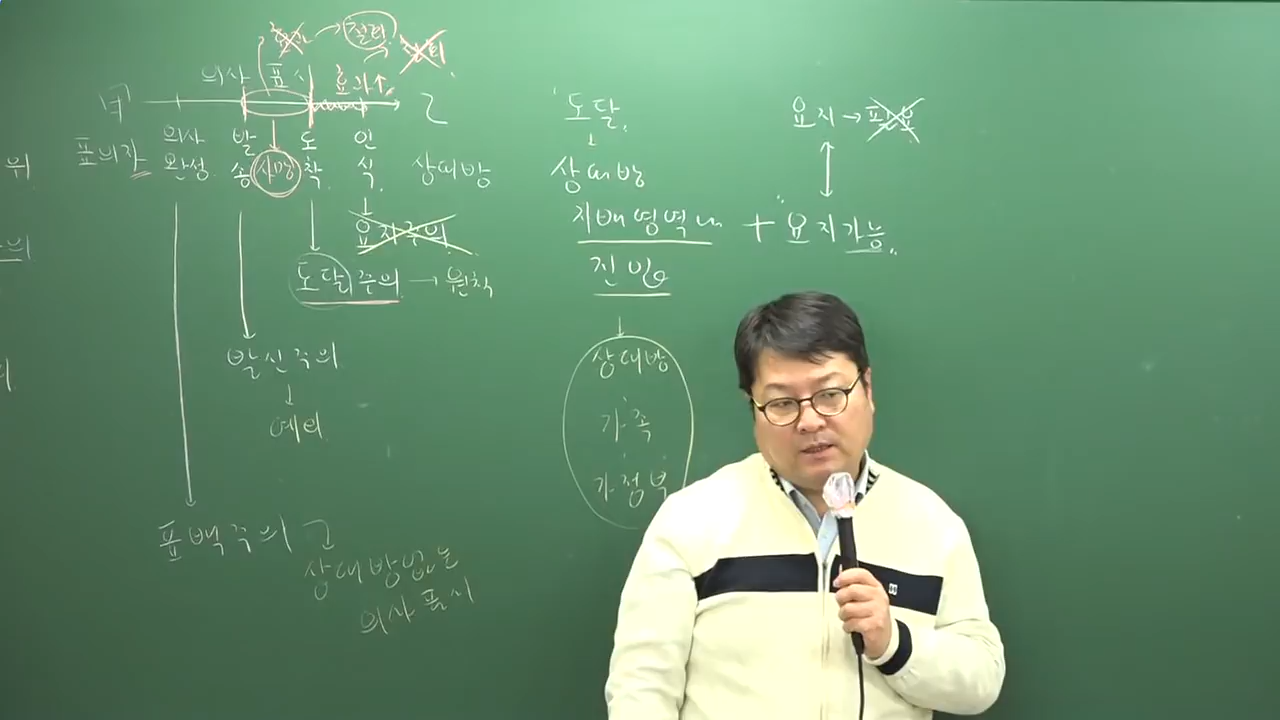 철회
의사 표시
효과↑
표의자
의사 완성
발송
사망
도착
인식
상대방
요지주의
도달주의 → 원칙
발신주의
↓
예외
표백주의
상대방없는
의사표시
도달
↓
상대방
지배영역내 + 요지가능
진입
↓
상대방
가족
가정부
요지 →
위
의